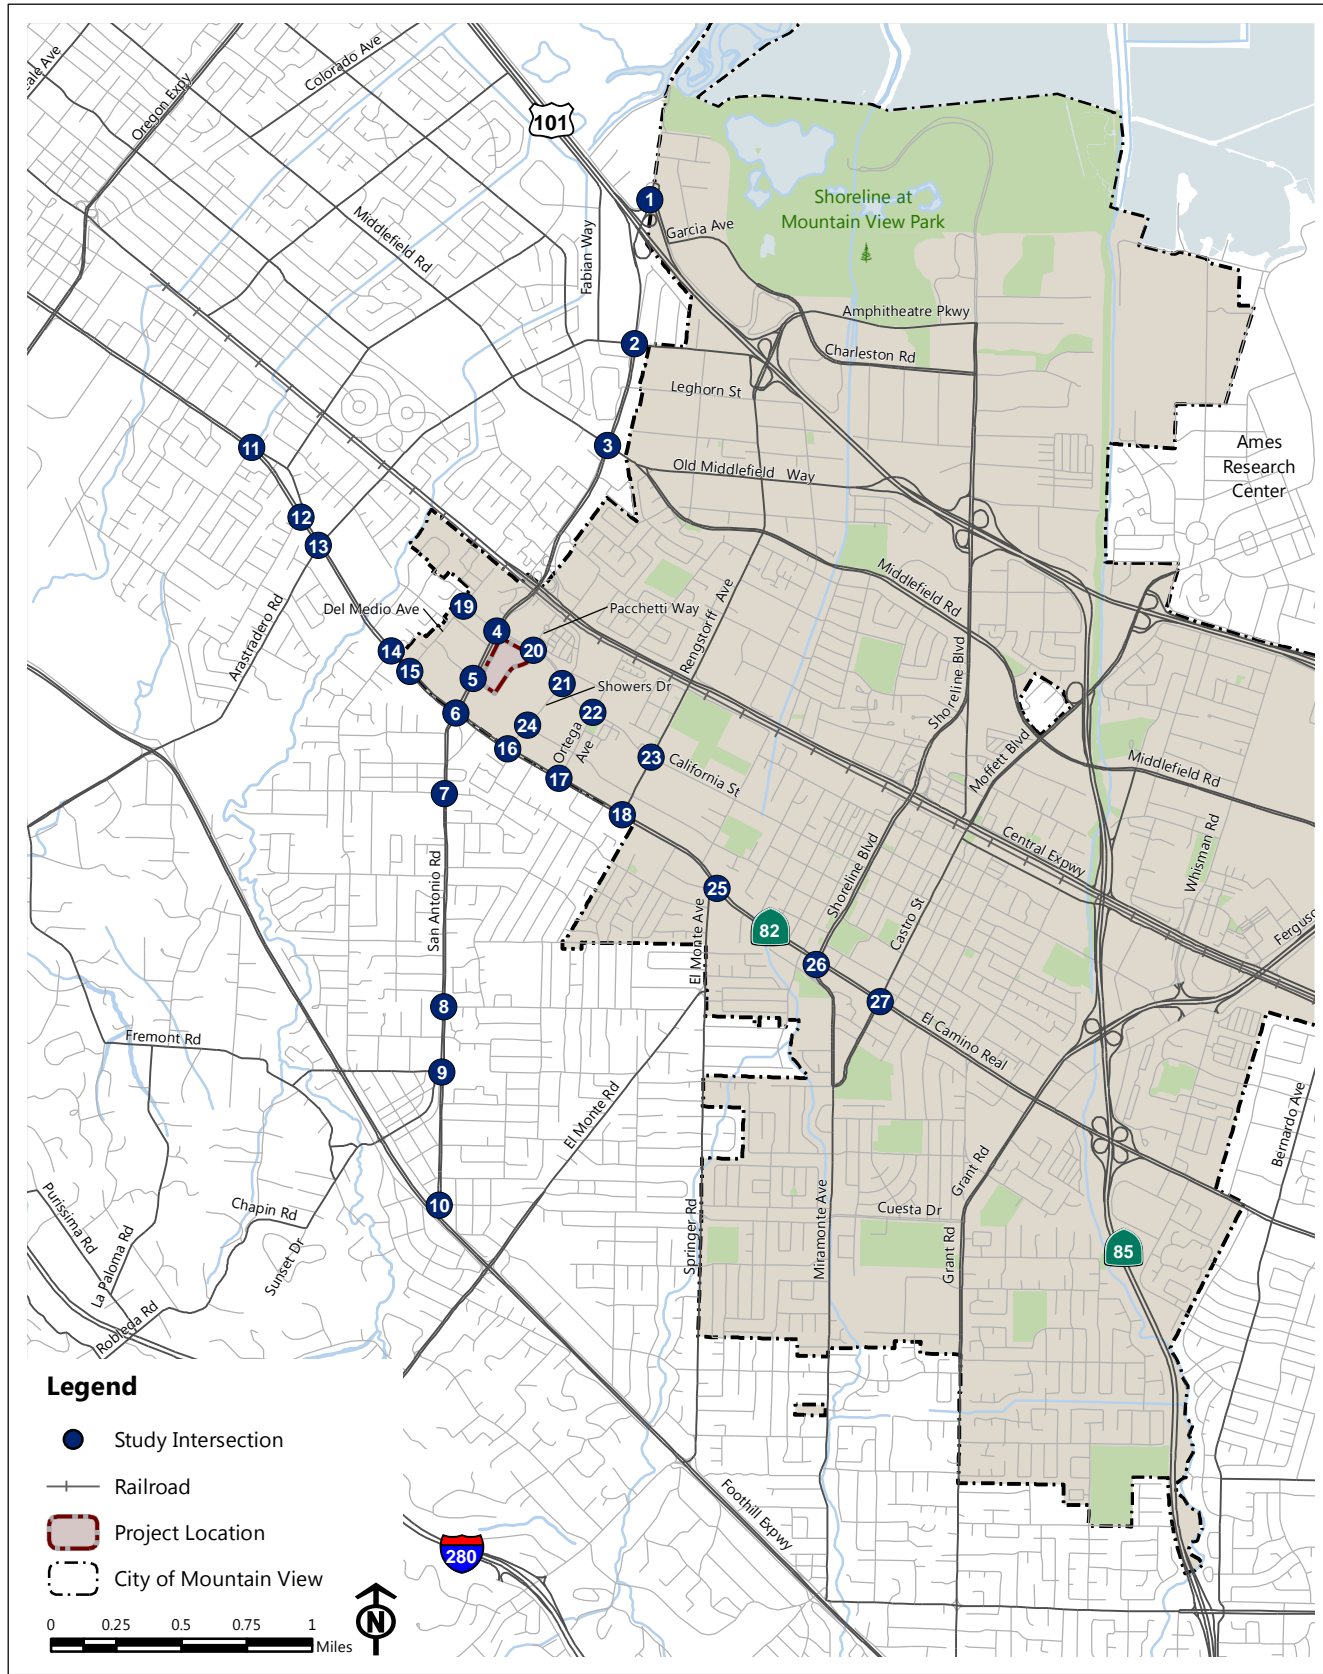 eale Ave
Oregon Expy
Colorado Ave
101
Middlefield Rd
Fabian Way
1
Garcia Ave
Shoreline at
Mountain View Park
Amphitheatre Pkwy
Charleston Rd
2
Leghorn St
3
Old Middlefield Way
Ames
Research
Center
11
12
13
Arastradero Rd
Del Medio Ave
19
4
Pacchetti Way
20
Rengstorff Ave
Middlefield Rd
Shoreline Blvd
14
15
5
21
Showers Dr
6
24
22
Ortega
Ave
16
23
California St
17
Moffett Blvd
Middlefield Rd
7
18
Central Expwy
Whisman Rd
San Antonio Rd
25
El Monte Ave
82
Shoreline Blvd
Castro St
Ferguso
26
27
8
El Camino Real
Fremont Rd
9
El Monte Rd
Bernardo Ave
Grant Rd
Purissima Rd
La Paloma Rd
Chapin Rd
Sunset Dr
Robleda Rd
10
Springer Rd
Miramonte Ave
Cuesta Dr
Grant Rd
85
Foothill Expwy
280
Legend
Study Intersection
Railroad
Project Location
City of Mountain View
0 0.25 0.5 0.75 1
Miles
N